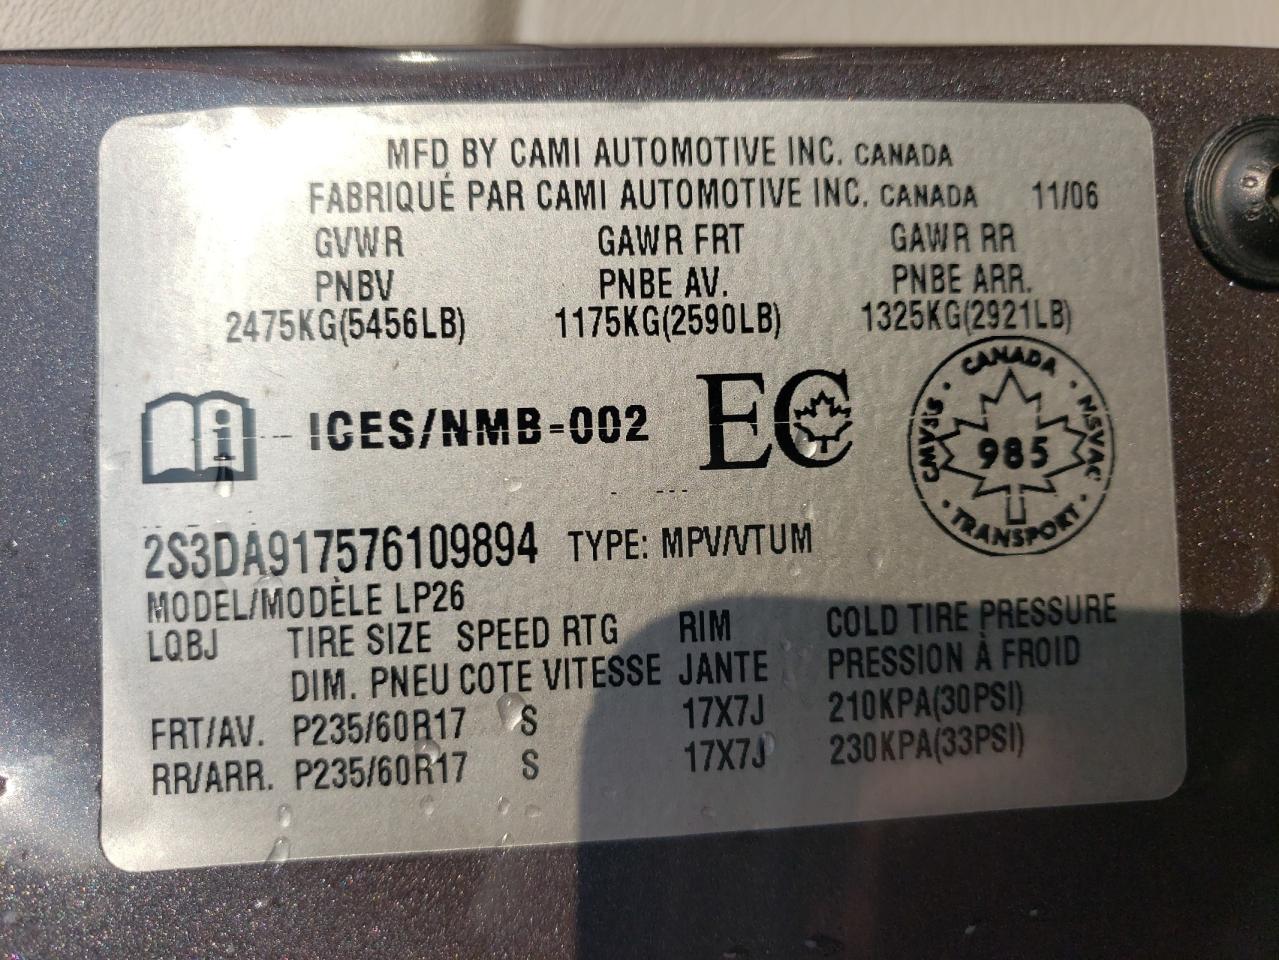 MFD BY CAMI AUTOMOTIVE INC. CANADA
FABRIQUÉ PAR CAMI AUTOMOTIVE INC. CANADA 11/06
GVWR GAWR FRT GAWR RR
PNBV PNBE AV. PNBE ARR.
2475KG(5456LB) 1175KG(2590LB) 1325KG(2921LB)
i ICES/NMB-002 EC
CANADA
CMVSS NSVAC
985
TRANSPORT
2S3DA917576109894 TYPE: MPV/VTUM
MODEL/MODÈLE LP26
LQBJ TIRE SIZE SPEED RTG RIM COLD TIRE PRESSURE
DIM. PNEU COTE VITESSE JANTE PRESSION À FROID
FRT/AV. P235/60R17 S 17X7J 210KPA(30PSI)
RR/ARR. P235/60R17 S 17X7J 230KPA(33PSI)